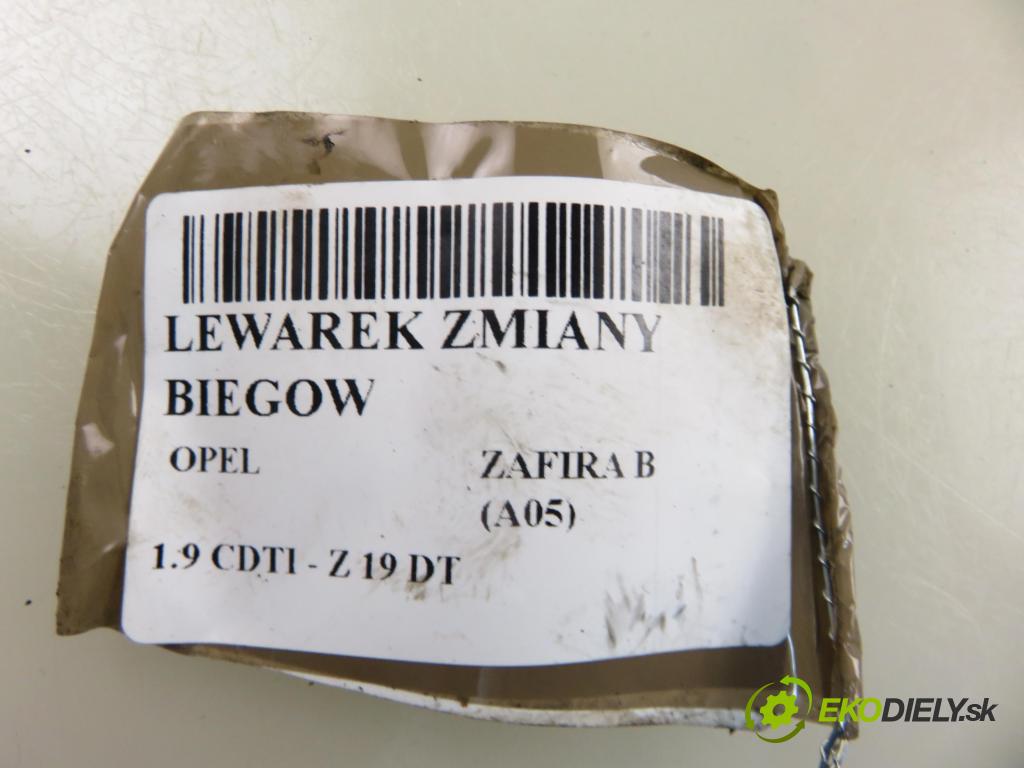 LEWAREK ZMIANY
BIEGOW
OPEL
ZAFIRA B
(A05)
1.9 CDTI - Z 19 DT
EKODIELY.sk